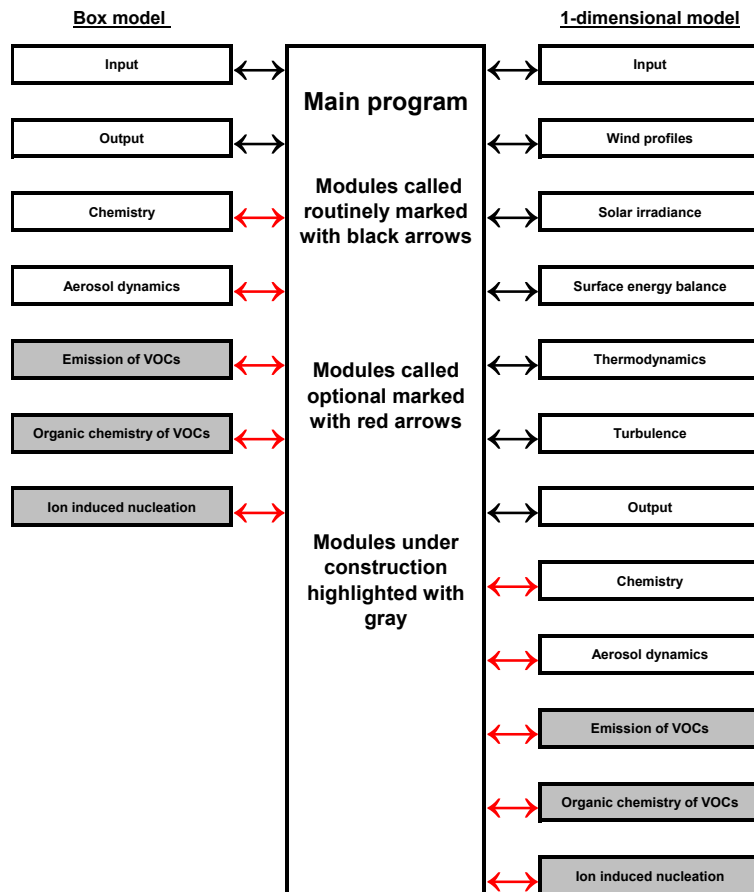 Box model
Input
Output
Chemistry
Aerosol dynamics
Emission of VOCs
Organic chemistry of VOCs
Ion induced nucleation
Main program
Modules called
routinely marked
with black arrows
Modules called
optional marked
with red arrows
Modules under
construction
highlighted with
gray
1-dimensional model
Input
Wind profiles
Solar irradiance
Surface energy balance
Thermodynamics
Turbulence
Output
Chemistry
Aerosol dynamics
Emission of VOCs
Organic chemistry of VOCs
Ion induced nucleation